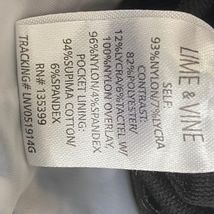 LIME & VINE
SELF:
93%NYLON/7%LYCRA
CONTRAST:
82%POLYESTER/
12%LYCRA/6%TACTEL W/
100%NYLON OVERLAY,
96%NYLON/4%SPANDEX
POCKET LINING:
94%SUPIMA COTTON/
6%SPANDEX
RN# 135399
TRACKING# LNV051914G